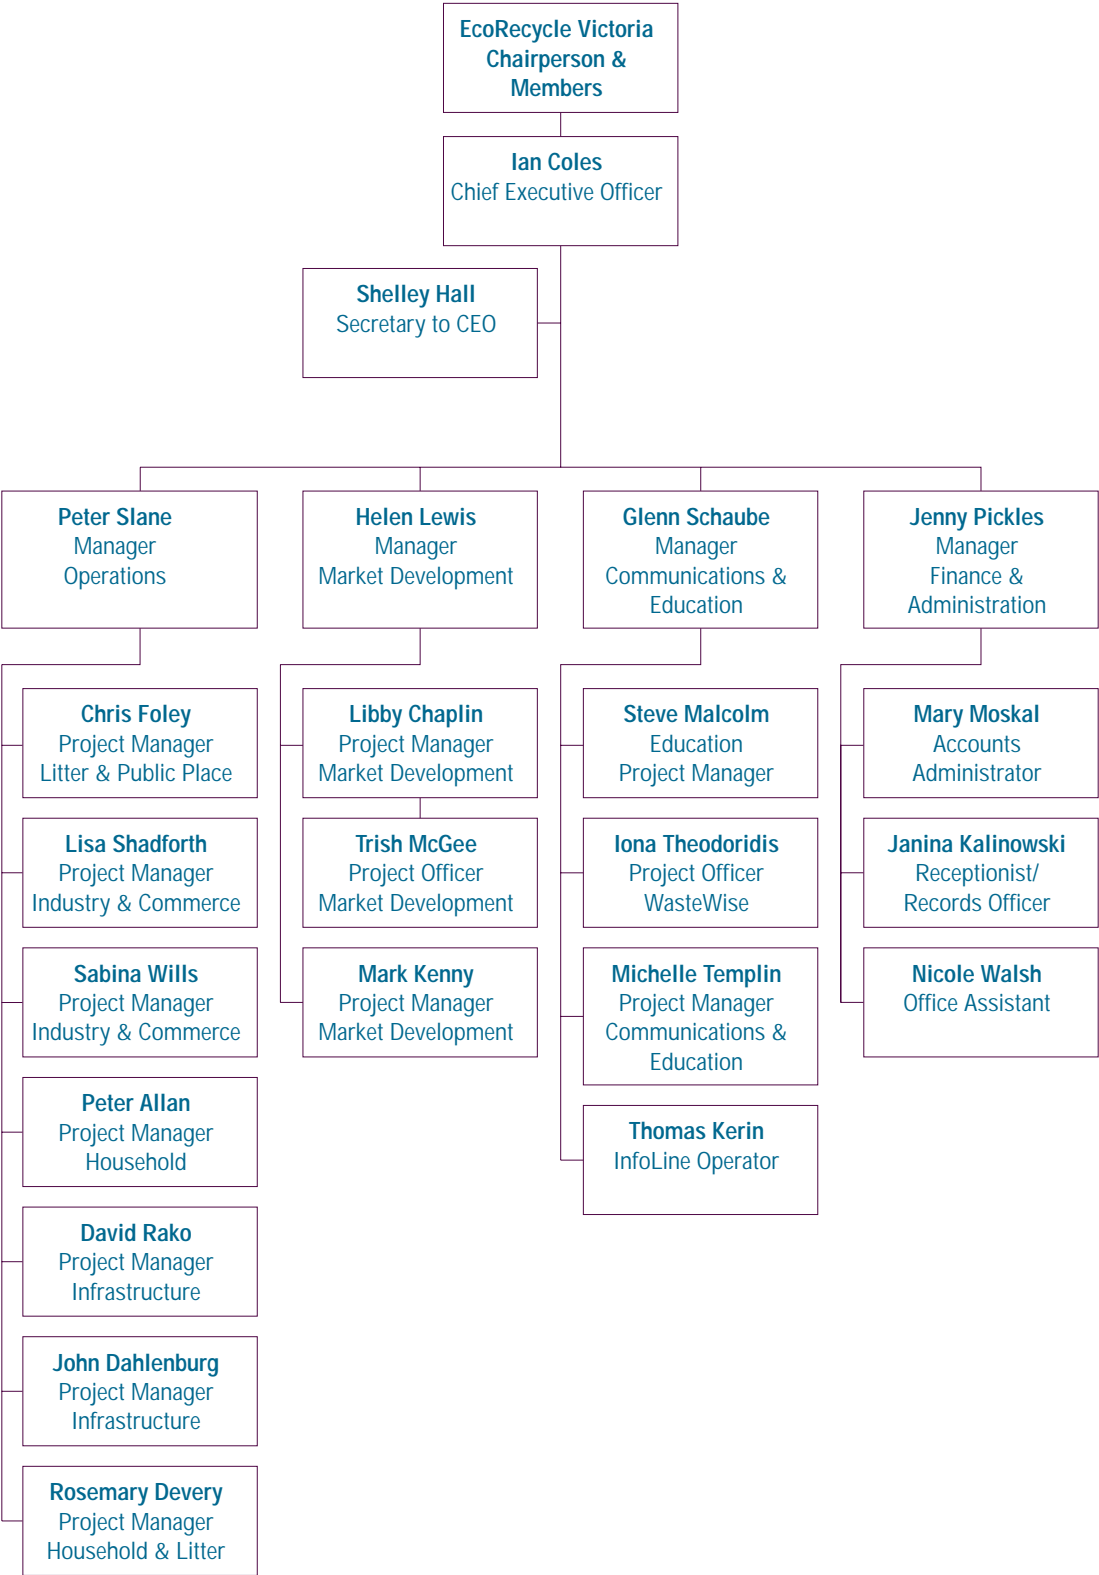 EcoRecycle Victoria
Chairperson &
Members
Ian Coles
Chief Executive Officer
Shelley Hall
Secretary to CEO
Peter Slane
Manager
Operations
Helen Lewis
Manager
Market Development
Glenn Schaube
Manager
Communications &
Education
Jenny Pickles
Manager
Finance &
Administration
Chris Foley
Project Manager
Litter & Public Place
Lisa Shadforth
Project Manager
Industry & Commerce
Sabina Wills
Project Manager
Industry & Commerce
Peter Allan
Project Manager
Household
David Rako
Project Manager
Infrastructure
John Dahlenburg
Project Manager
Infrastructure
Rosemary Devery
Project Manager
Household & Litter
Libby Chaplin
Project Manager
Market Development
Trish McGee
Project Officer
Market Development
Mark Kenny
Project Manager
Market Development
Steve Malcolm
Education
Project Manager
Iona Theodoridis
Project Officer
WasteWise
Michelle Templin
Project Manager
Communications &
Education
Thomas Kerin
InfoLine Operator
Mary Moskal
Accounts
Administrator
Janina Kalinowski
Receptionist/
Records Officer
Nicole Walsh
Office Assistant